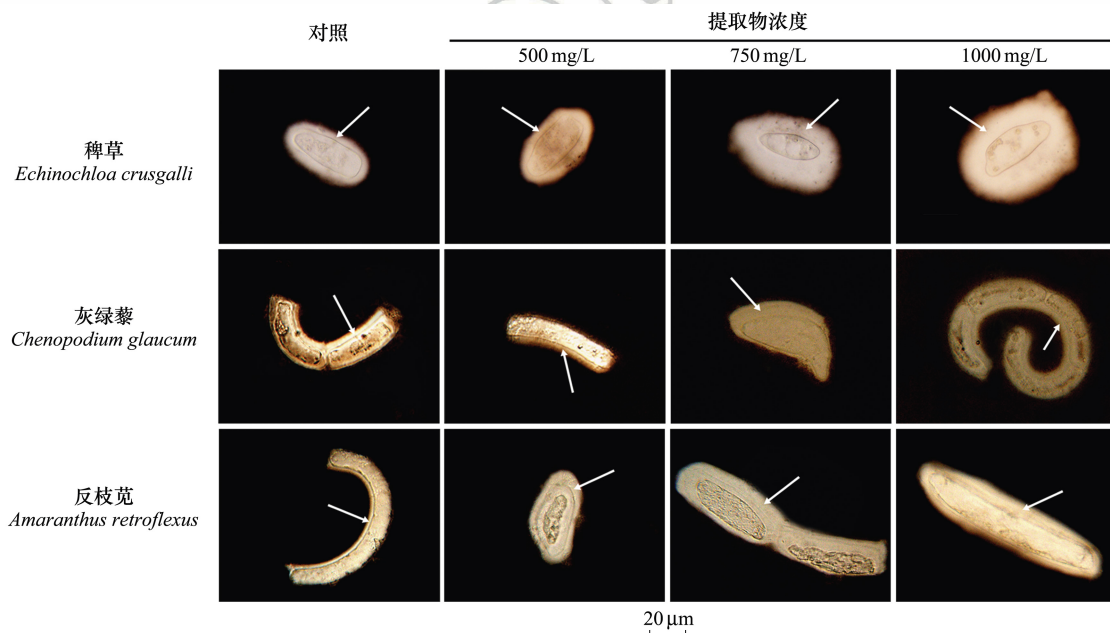 对照
提取物浓度
500 mg/L
750 mg/L
1000 mg/L
稗草
Echinochloa crusgalli
灰绿藜
Chenopodium glaucum
反枝苋
Amaranthus retroflexus
20 μm